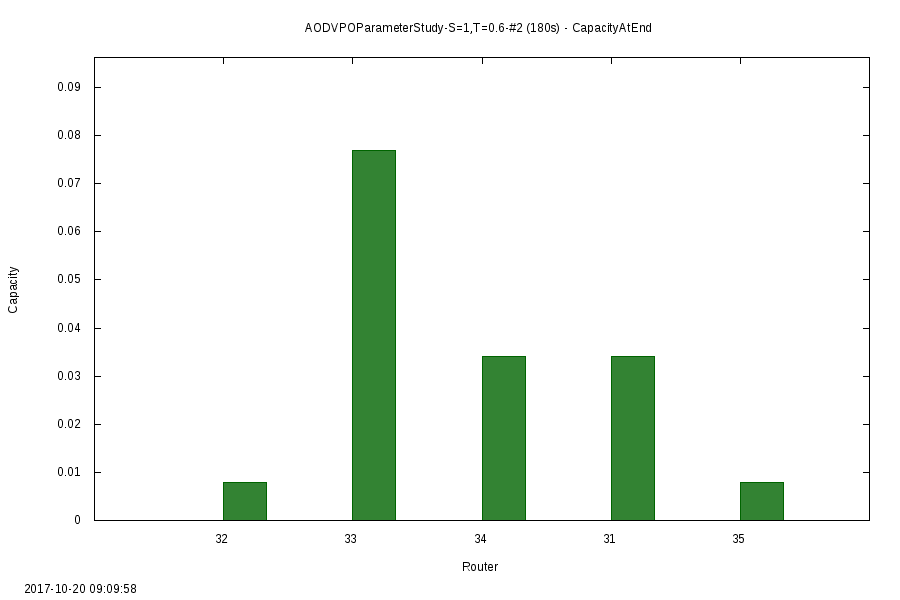 AODVPOParameterStudy-S=1,T=0.6-#2 (180s) - CapacityAtEnd
0.09
0.08
0.07
0.06
0.05
0.04
0.03
0.02
0.01
0
Capacity
32 33 34 31 35
Router
2017-10-20 09:09:58